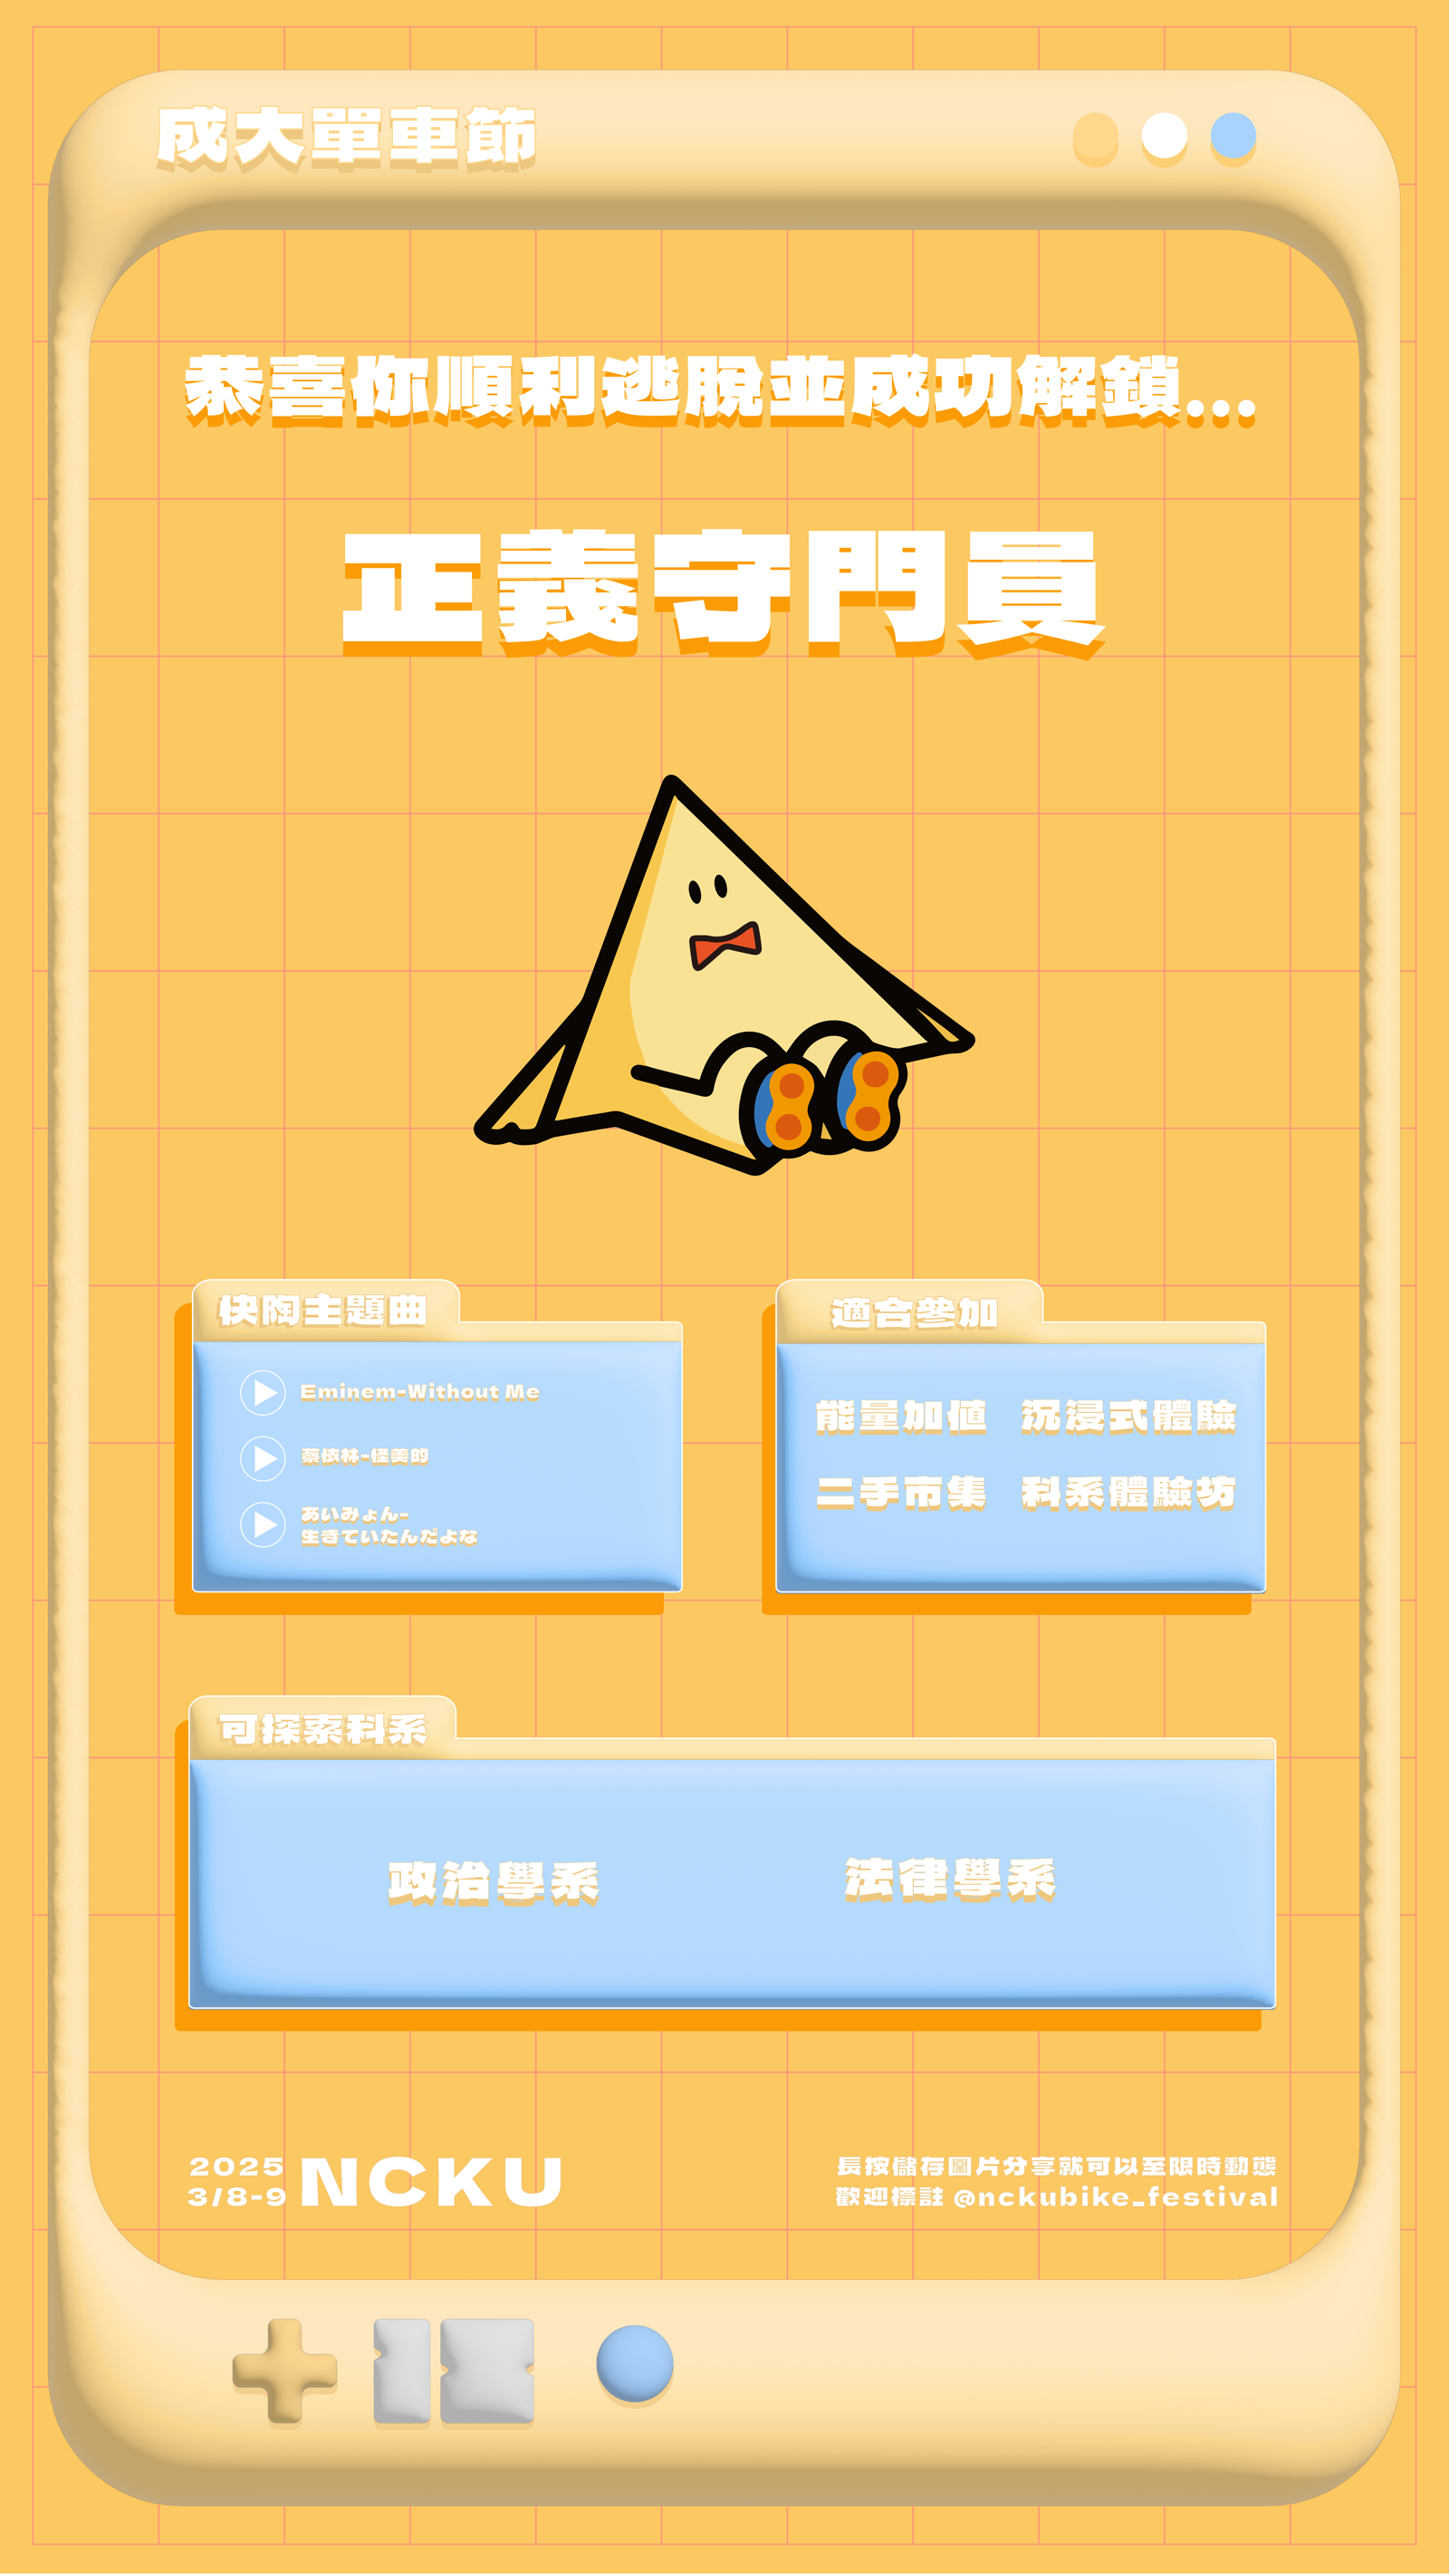 成大單車節
恭喜你順利逃脫並成功解鎖...
正義守門員
快陶主題曲
Eminem-Without Me
蔡依林-怪美的
あいみょん-
生きていたんだよな
適合參加
能量加值 沉浸式體驗
二手市集 科系體驗坊
可探索科系
政治學系 法律學系
2025
3/8-9 NCKU
長按儲存圖片分享就可以至限時動態
歡迎標註 @nckubike_festival